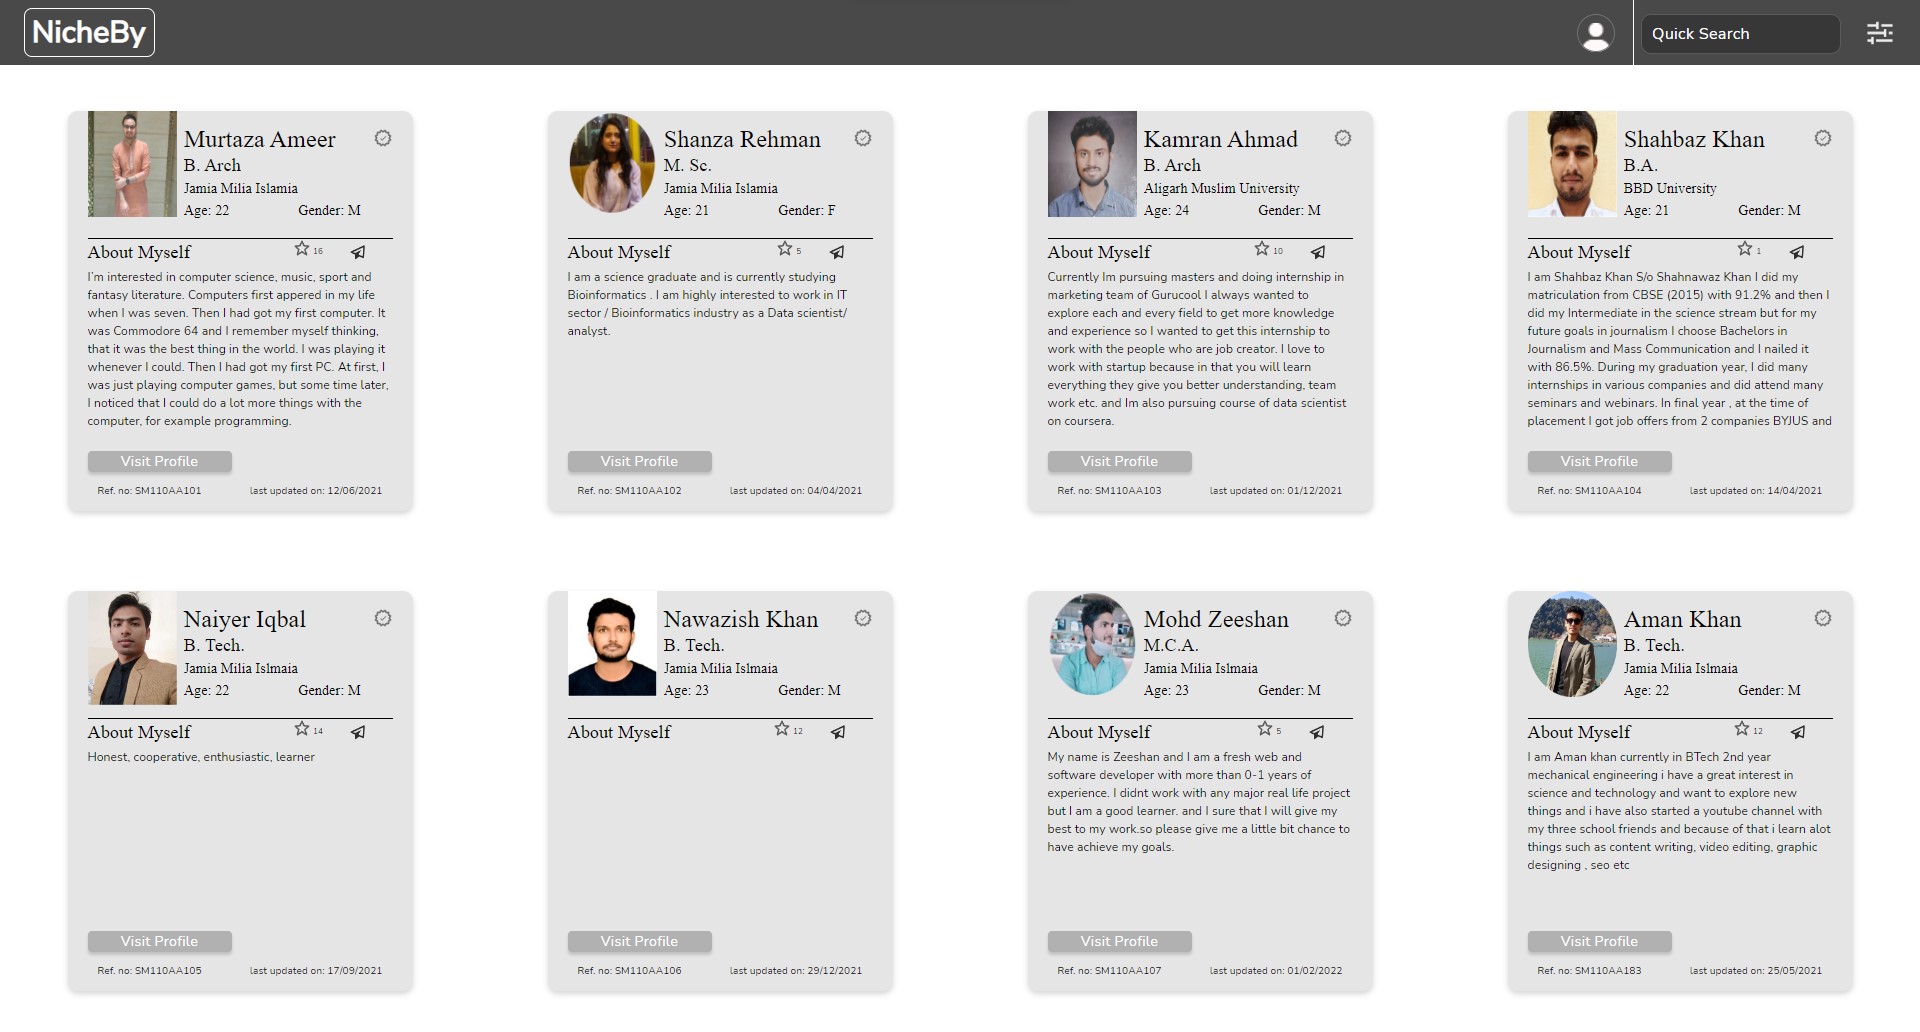 NicheBy
Quick Search
Murtaza Ameer
B. Arch
Jamia Milia Islamia
Age: 22 Gender: M
About Myself 16
I'm interested in computer science, music, sport and
fantasy literature. Computers first appered in my life
when I was seven. Then I had got my first computer. It
was Commodore 64 and I remember myself thinking,
that it was the best thing in the world. I was playing it
whenever I could. Then I had got my first PC. At first, I
was just playing computer games, but some time later,
I noticed that I could do a lot more things with the
computer, for example programming.
Visit Profile
Ref. no: SM110AA101 last updated on: 12/06/2021
Shanza Rehman
M. Sc.
Jamia Milia Islamia
Age: 21 Gender: F
About Myself 5
I am a science graduate and is currently studying
Bioinformatics . I am highly interested to work in IT
sector / Bioinformatics industry as a Data scientist/
analyst.
Visit Profile
Ref. no: SM110AA102 last updated on: 04/04/2021
Kamran Ahmad
B. Arch
Aligarh Muslim University
Age: 24 Gender: M
About Myself 10
Currently Im pursuing masters and doing internship in
marketing team of Gurucool I always wanted to
explore each and every field to get more knowledge
and experience so I wanted to get this internship to
work with the people who are job creator. I love to
work with startup because in that you will learn
everything they give you better understanding, team
work etc. and Im also pursuing course of data scientist
on coursera.
Visit Profile
Ref. no: SM110AA103 last updated on: 01/12/2021
Shahbaz Khan
B.A.
BBD University
Age: 21 Gender: M
About Myself 1
I am Shahbaz Khan S/o Shahnawaz Khan I did my
matriculation from CBSE (2015) with 91.2% and then I
did my Intermediate in the science stream but for my
future goals in journalism I choose Bachelors in
Journalism and Mass Communication and I nailed it
with 86.5%. During my graduation year, I did many
internships in various companies and did attend many
seminars and webinars. In final year , at the time of
placement I got job offers from 2 companies BYJUS and
Visit Profile
Ref. no: SM110AA104 last updated on: 14/04/2021
Naiyer Iqbal
B. Tech.
Jamia Milia Islmaia
Age: 22 Gender: M
About Myself 14
Honest, cooperative, enthusiastic, learner
Visit Profile
Ref. no: SM110AA105 last updated on: 17/09/2021
Nawazish Khan
B. Tech.
Jamia Milia Islmaia
Age: 23 Gender: M
About Myself 12
Visit Profile
Ref. no: SM110AA106 last updated on: 29/12/2021
Mohd Zeeshan
M.C.A.
Jamia Milia Islmaia
Age: 23 Gender: M
About Myself 5
My name is Zeeshan and I am a fresh web and
software developer with more than 0-1 years of
experience. I didnt work with any major real life project
but I am a good learner. and I sure that I will give my
best to my work.so please give me a little bit chance to
have achieve my goals.
Visit Profile
Ref. no: SM110AA107 last updated on: 01/02/2022
Aman Khan
B. Tech.
Jamia Milia Islmaia
Age: 22 Gender: M
About Myself 12
I am Aman khan currently in BTech 2nd year
mechanical engineering i have a great interest in
science and technology and want to explore new
things and i have also started a youtube channel with
my three school friends and because of that i learn alot
things such as content writing, video editing, graphic
designing , seo etc
Visit Profile
Ref. no: SM110AA183 last updated on: 25/05/2021